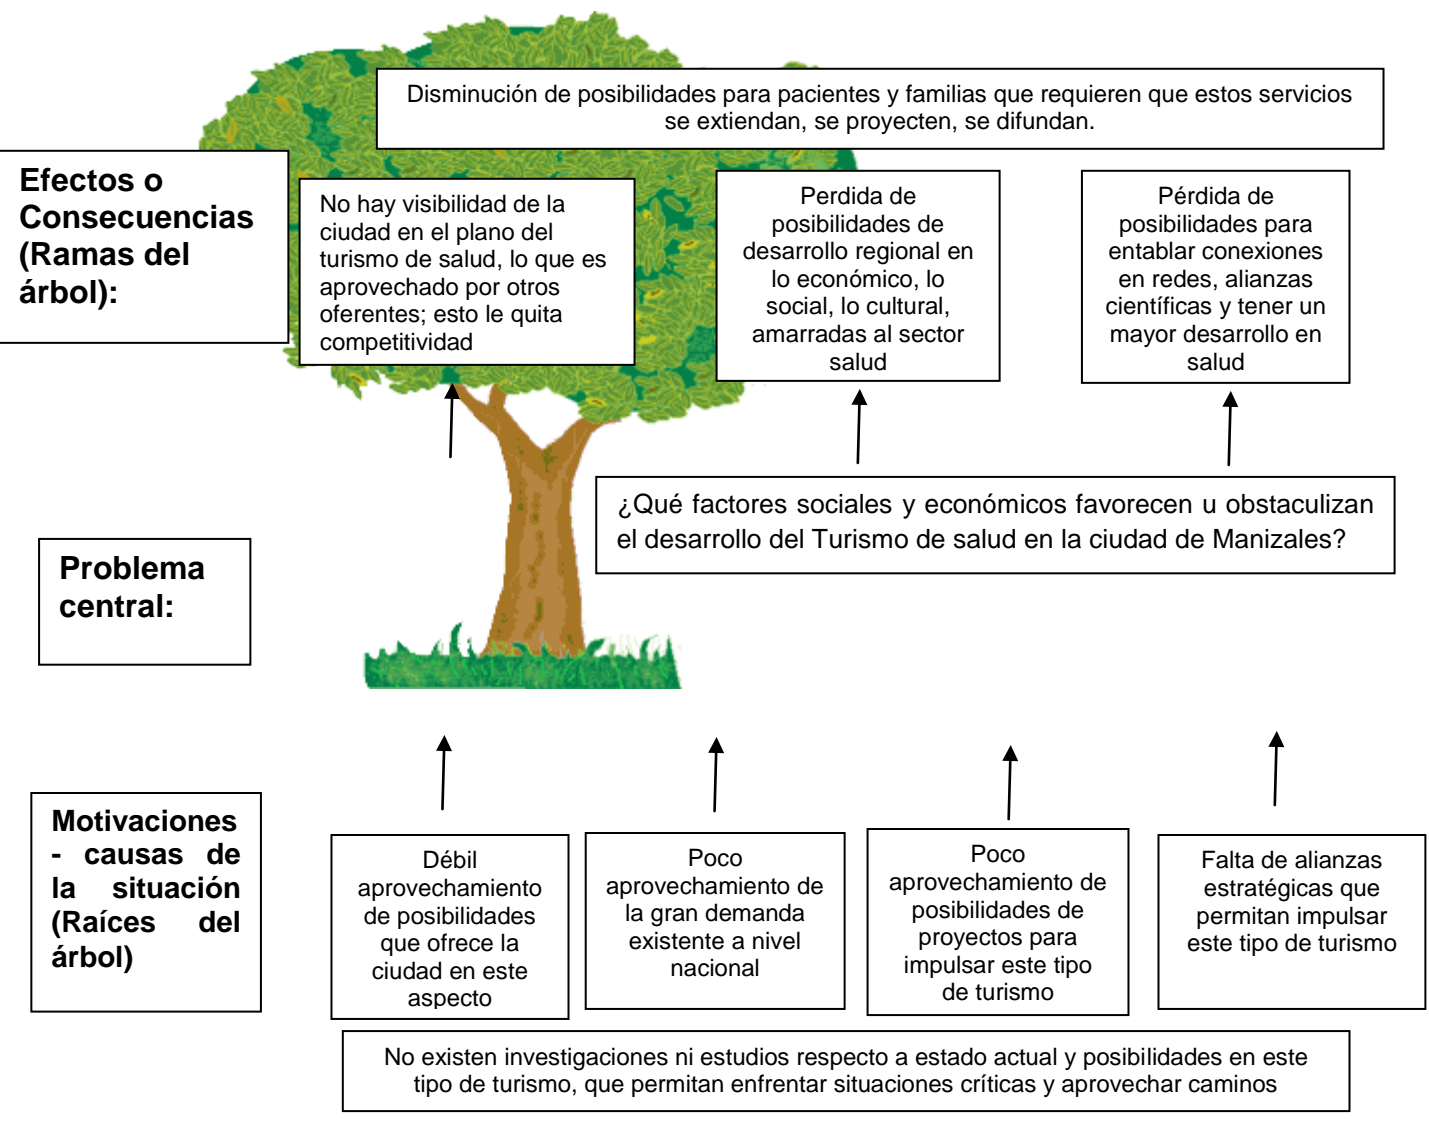 Disminución de posibilidades para pacientes y familias que requieren que estos servicios
se extiendan, se proyecten, se difundan.
Efectos o
Consecuencias
(Ramas del
árbol):
No hay visibilidad de la
ciudad en el plano del
turismo de salud, lo que es
aprovechado por otros
oferentes; esto le quita
competitividad
Perdida de
posibilidades de
desarrollo regional en
lo económico, lo
social, lo cultural,
amarradas al sector
salud
Pérdida de
posibilidades para
entablar conexiones
en redes, alianzas
científicas y tener un
mayor desarrollo en
salud
¿Qué factores sociales y económicos favorecen u obstaculizan
el desarrollo del Turismo de salud en la ciudad de Manizales?
Problema
central:
Motivaciones
- causas de
la situación
(Raíces del
árbol)
Débil
aprovechamiento
de posibilidades
que ofrece la
ciudad en este
aspecto
Poco
aprovechamiento de
la gran demanda
existente a nivel
nacional
Poco
aprovechamiento de
posibilidades de
proyectos para
impulsar este tipo
de turismo
Falta de alianzas
estratégicas que
permitan impulsar
este tipo de turismo
No existen investigaciones ni estudios respecto a estado actual y posibilidades en este
tipo de turismo, que permitan enfrentar situaciones críticas y aprovechar caminos